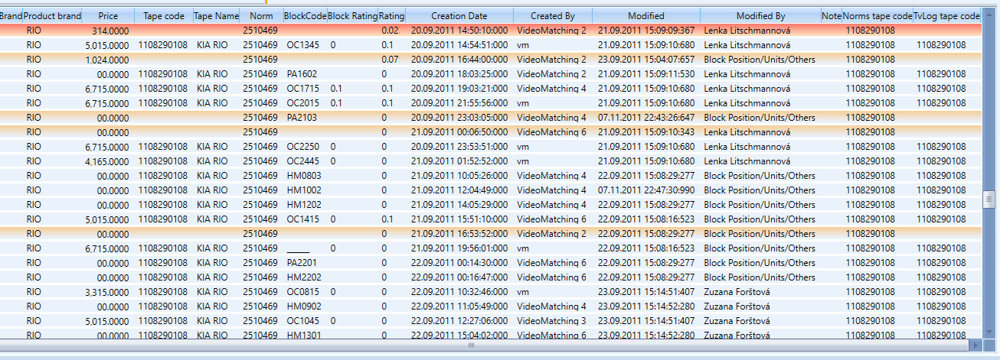 Brand Product brand Price Tape code Tape Name Norm BlockCode Block Rating Rating Creation Date Created By Modified Modified By Note Norms tape code TvLog tape code
RIO 314.0000 2510469 0.02 20.09.2011 14:50:10:000 VideoMatching 2 21.09.2011 15:09:09:367 Lenka Litschmannová 1108290108
RIO 5,015.0000 1108290108 KIA RIO 2510469 OC1345 0 0.1 20.09.2011 14:54:51:000 vm 21.09.2011 15:09:10:680 Lenka Litschmannová 1108290108 1108290108
RIO 1,024.0000 2510469 0.07 20.09.2011 16:44:00:000 VideoMatching 2 23.09.2011 15:04:07:657 Block Position/Units/Others 1108290108
RIO 00.0000 1108290108 KIA RIO 2510469 PA1602 0 20.09.2011 18:03:25:000 VideoMatching 2 21.09.2011 15:09:11:530 Lenka Litschmannová 1108290108 1108290108
RIO 6,715.0000 1108290108 KIA RIO 2510469 OC1715 0.1 0.1 20.09.2011 19:03:21:000 VideoMatching 4 21.09.2011 15:09:10:680 Lenka Litschmannová 1108290108 1108290108
RIO 6,715.0000 1108290108 KIA RIO 2510469 OC2015 0.1 0.1 20.09.2011 21:55:56:000 vm 21.09.2011 15:09:10:680 Lenka Litschmannová 1108290108 1108290108
RIO 00.0000 2510469 PA2103 0 20.09.2011 23:03:05:000 VideoMatching 4 07.11.2011 22:43:26:647 Block Position/Units/Others 1108290108
RIO 00.0000 2510469 0 21.09.2011 00:06:50:000 VideoMatching 6 21.09.2011 15:09:10:343 Lenka Litschmannová 1108290108
RIO 6,715.0000 1108290108 KIA RIO 2510469 OC2250 0 0 20.09.2011 23:53:51:000 vm 21.09.2011 15:09:10:680 Lenka Litschmannová 1108290108 1108290108
RIO 4,165.0000 1108290108 KIA RIO 2510469 OC2445 0 0 21.09.2011 01:52:52:000 vm 21.09.2011 15:09:10:680 Lenka Litschmannová 1108290108 1108290108
RIO 00.0000 1108290108 KIA RIO 2510469 HM0803 0 21.09.2011 10:05:26:000 VideoMatching 4 22.09.2011 15:08:29:277 Block Position/Units/Others 1108290108 1108290108
RIO 00.0000 1108290108 KIA RIO 2510469 HM1002 0 21.09.2011 12:04:49:000 VideoMatching 4 07.11.2011 22:47:30:990 Block Position/Units/Others 1108290108 1108290108
RIO 00.0000 1108290108 KIA RIO 2510469 HM1202 0 21.09.2011 14:05:29:000 VideoMatching 4 22.09.2011 15:08:29:277 Block Position/Units/Others 1108290108 1108290108
RIO 5,015.0000 1108290108 KIA RIO 2510469 OC1415 0 0.1 21.09.2011 15:51:10:000 VideoMatching 6 22.09.2011 15:08:16:523 Block Position/Units/Others 1108290108 1108290108
RIO 00.0000 2510469 0 21.09.2011 16:53:52:000 VideoMatching 2 22.09.2011 15:08:29:277 Block Position/Units/Others 1108290108
RIO 6,715.0000 1108290108 KIA RIO 2510469 ______ 0 0 21.09.2011 19:56:01:000 vm 22.09.2011 15:08:16:523 Block Position/Units/Others 1108290108 1108290108
RIO 00.0000 1108290108 KIA RIO 2510469 PA2201 0 22.09.2011 00:14:30:000 VideoMatching 6 22.09.2011 15:08:29:277 Block Position/Units/Others 1108290108 1108290108
RIO 00.0000 1108290108 KIA RIO 2510469 HM2202 0 22.09.2011 00:16:47:000 VideoMatching 6 22.09.2011 15:08:29:277 Block Position/Units/Others 1108290108 1108290108
RIO 3,315.0000 1108290108 KIA RIO 2510469 OC0815 0 0 22.09.2011 10:32:46:000 vm 23.09.2011 15:14:51:407 Zuzana Forštová 1108290108 1108290108
RIO 00.0000 1108290108 KIA RIO 2510469 HM0902 0 22.09.2011 11:05:49:000 VideoMatching 4 23.09.2011 15:14:52:280 Zuzana Forštová 1108290108 1108290108
RIO 5,015.0000 1108290108 KIA RIO 2510469 OC1045 0 0 22.09.2011 12:27:06:000 VideoMatching 3 23.09.2011 15:14:51:407 Zuzana Forštová 1108290108 1108290108
RIO 00.0000 1108290108 KIA RIO 2510469 HM1301 0 22.09.2011 15:04:02:000 VideoMatching 6 23.09.2011 15:14:52:280 Zuzana Forštová 1108290108 1108290108